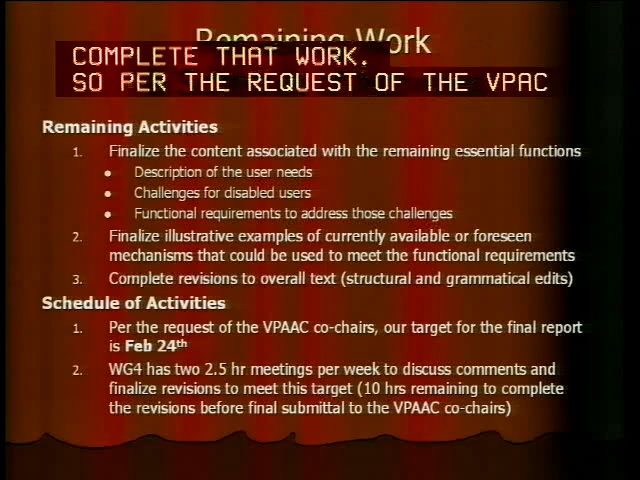 Remaining Work
COMPLETE THAT WORK.
SO PER THE REQUEST OF THE VPAC
Remaining Activities
1. Finalize the content associated with the remaining essential functions
• Description of the user needs
• Challenges for disabled users
• Functional requirements to address those challenges
2. Finalize illustrative examples of currently available or foreseen
mechanisms that could be used to meet the functional requirements
3. Complete revisions to overall text (structural and grammatical edits)
Schedule of Activities
1. Per the request of the VPAAC co-chairs, our target for the final report
is Feb 24th
2. WG4 has two 2.5 hr meetings per week to discuss comments and
finalize revisions to meet this target (10 hrs remaining to complete
the revisions before final submittal to the VPAAC co-chairs)